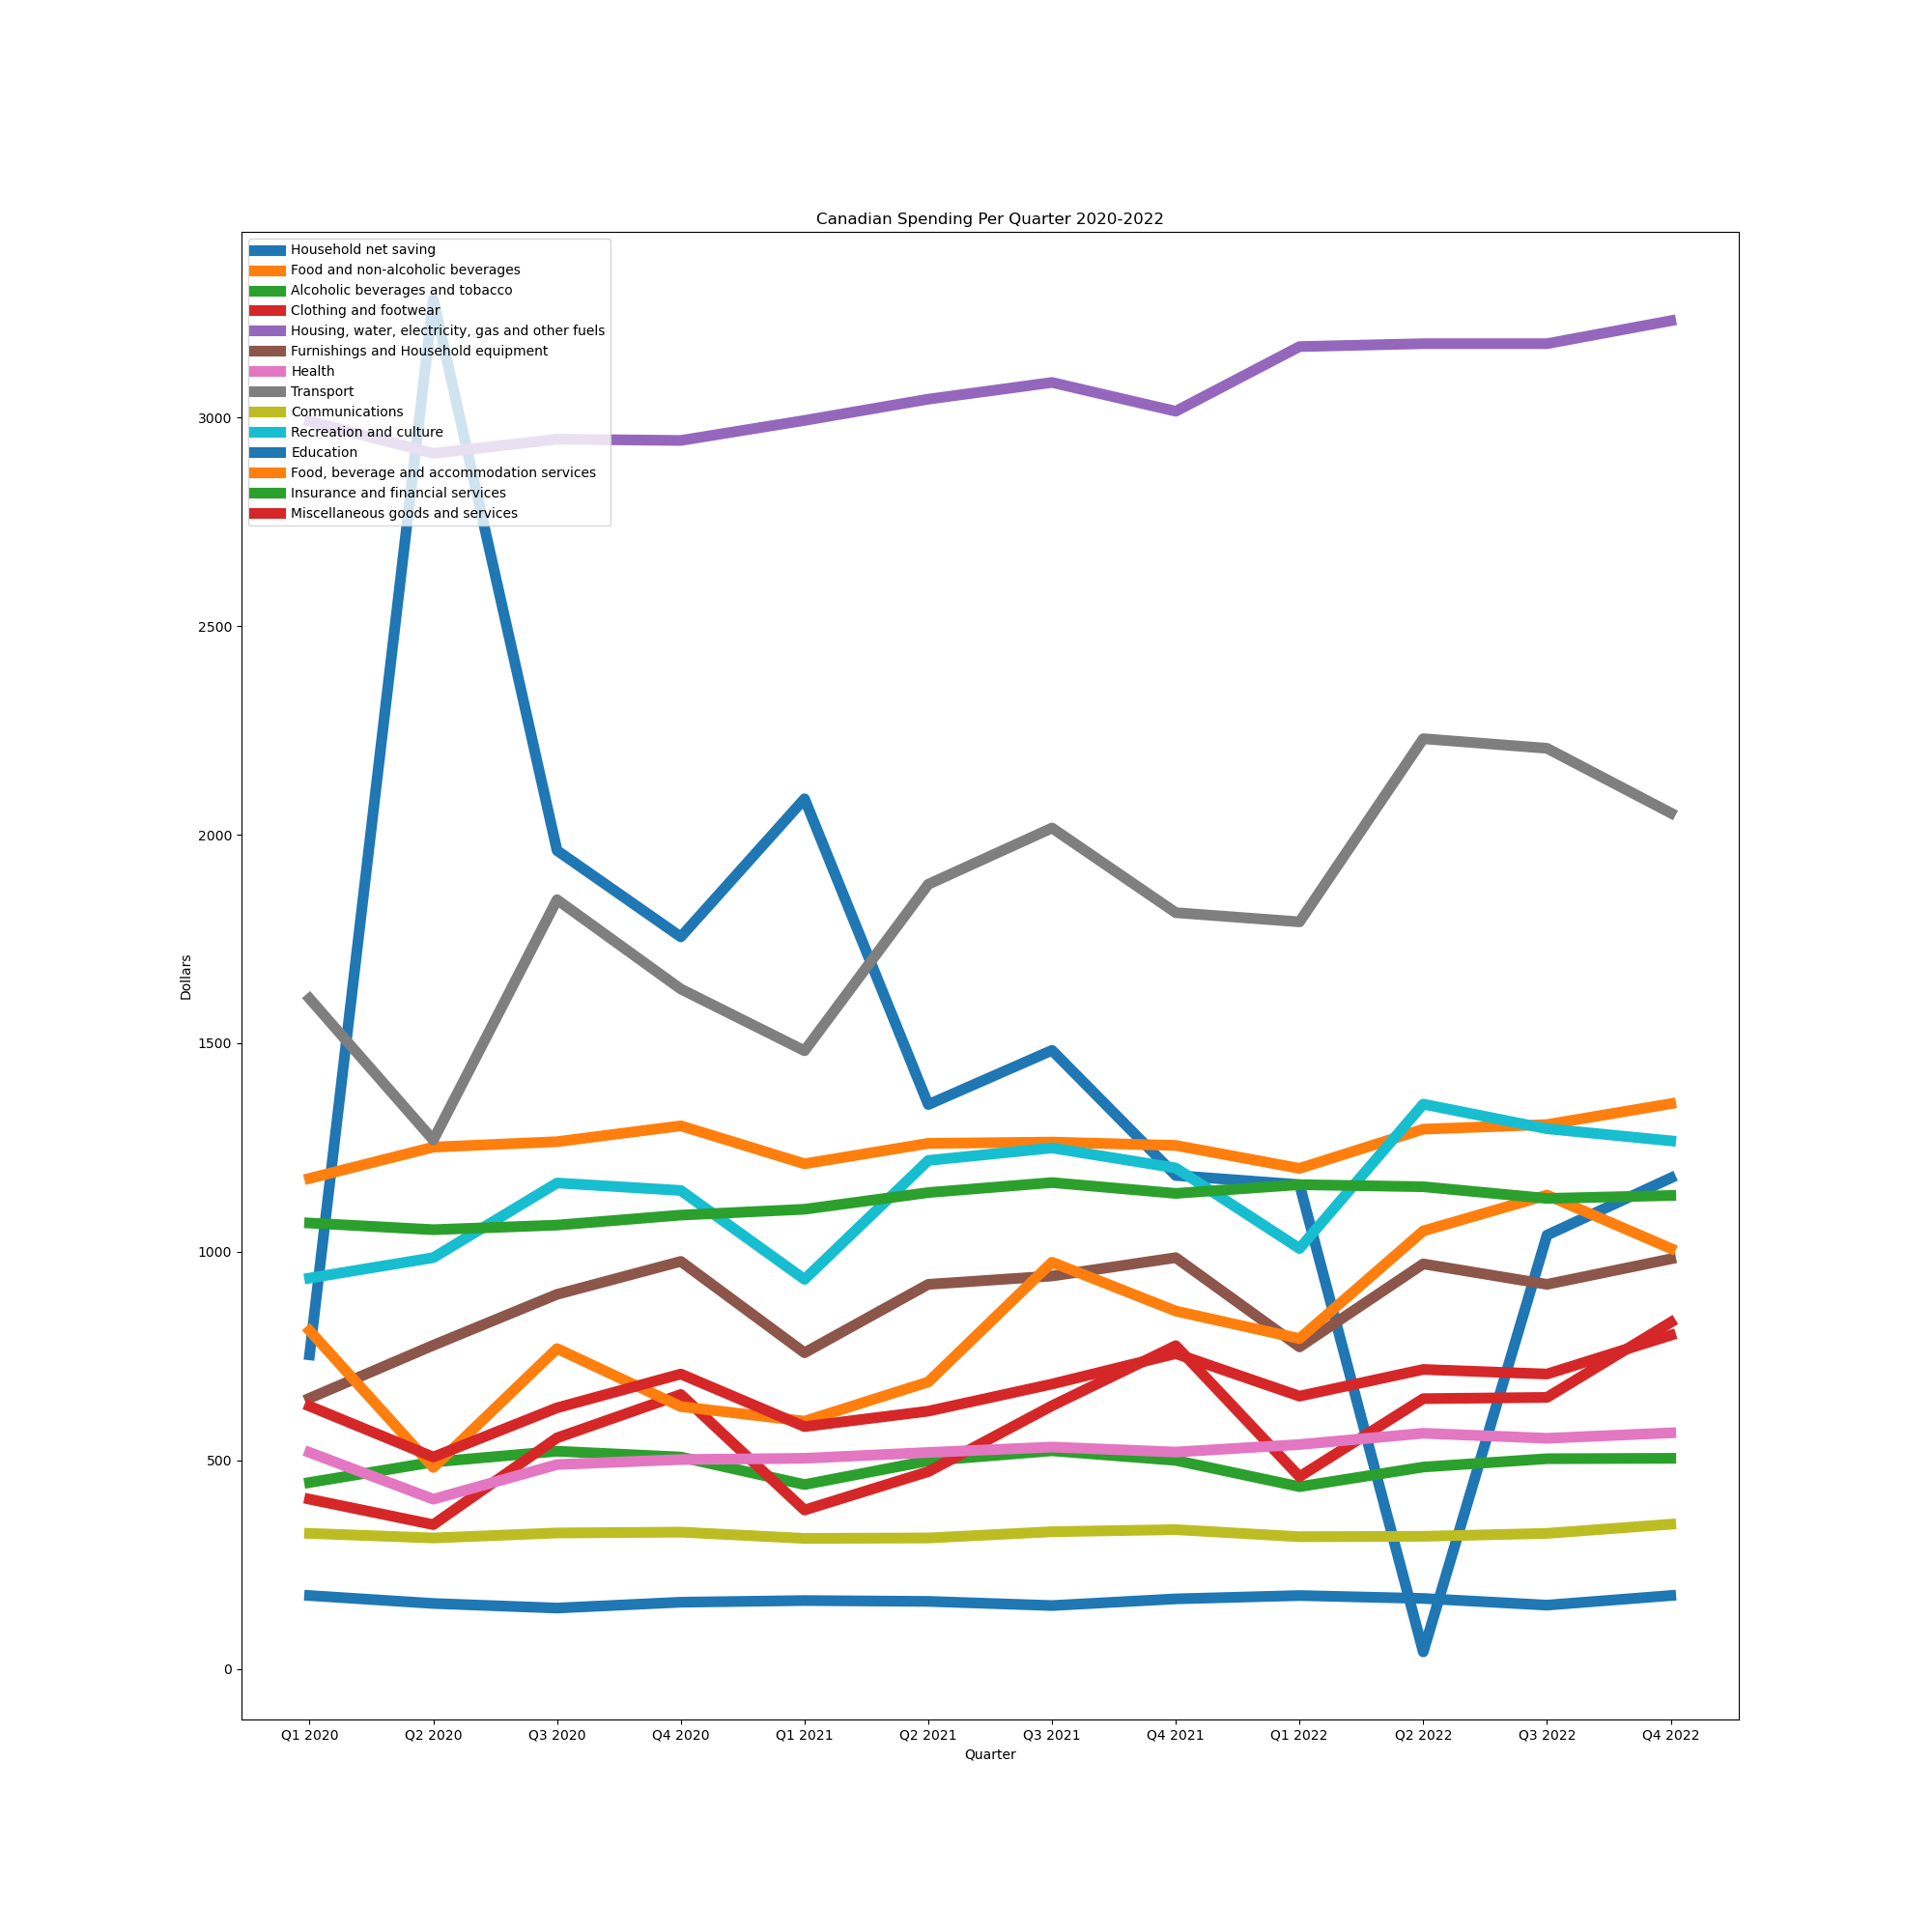 Canadian Spending Per Quarter 2020-2022
Household net saving
Food and non-alcoholic beverages
Alcoholic beverages and tobacco
Clothing and footwear
Housing, water, electricity, gas and other fuels
Furnishings and Household equipment
Health
Transport
Communications
Recreation and culture
Education
Food, beverage and accommodation services
Insurance and financial services
Miscellaneous goods and services
3000
2500
2000
1500
1000
500
0
Dollars
Q1 2020 Q2 2020 Q3 2020 Q4 2020 Q1 2021 Q2 2021 Q3 2021 Q4 2021 Q1 2022 Q2 2022 Q3 2022 Q4 2022
Quarter